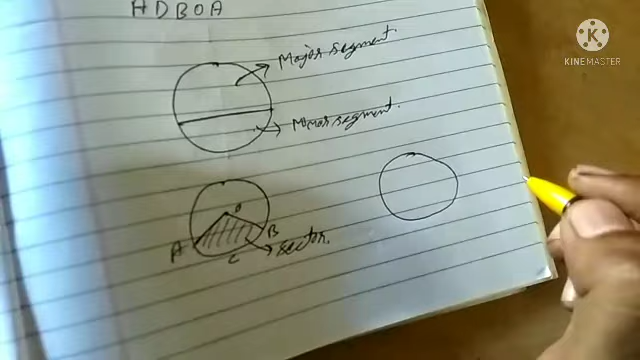 HDBOA
KINEMASTER
Major segment
Minor segment.
O
A
B
C
sector.